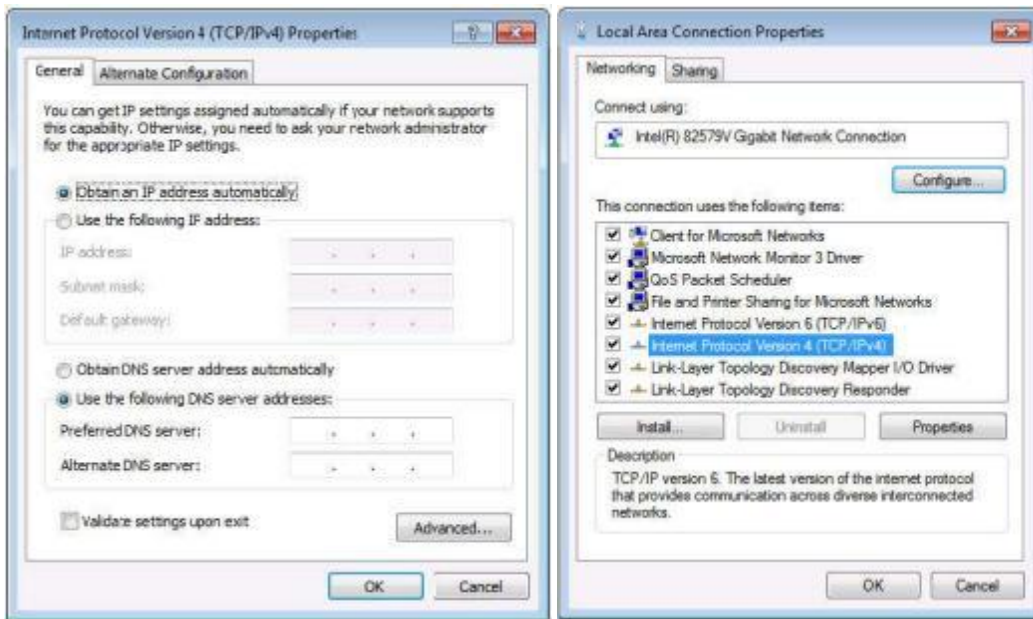 Internet Protocol Version 4 (TCP/IPv4) Properties
General
Alternate Configuration
You can get IP settings assigned automatically if your network supports
this capability. Otherwise, you need to ask your network administrator
for the appropriate IP settings.
Obtain an IP address automatically
Use the following IP address:
IP address:
Subnet mask:
Default gateway:
Obtain DNS server address automatically
Use the following DNS server addresses:
Preferred DNS server:
Alternate DNS server:
Validate settings upon exit
Advanced...
OK
Cancel
Local Area Connection Properties
Networking
Sharing
Connect using:
Intel(R) 82579V Gigabit Network Connection
Configure...
This connection uses the following items:
Client for Microsoft Networks
Microsoft Network Monitor 3 Driver
QoS Packet Scheduler
File and Printer Sharing for Microsoft Networks
Internet Protocol Version 6 (TCP/IPv6)
Internet Protocol Version 4 (TCP/IPv4)
Link-Layer Topology Discovery Mapper I/O Driver
Link-Layer Topology Discovery Responder
Install...
Uninstall
Properties
Description
TCP/IP version 6. The latest version of the internet protocol
that provides communication across diverse interconnected
networks.
OK
Cancel